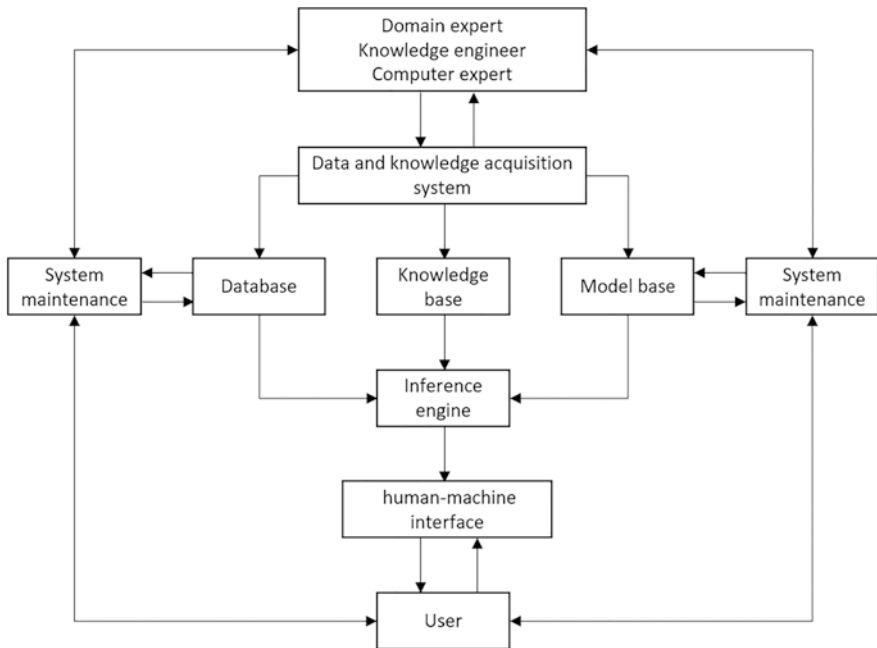 Domain expert
Knowledge engineer
Computer expert
Data and knowledge acquisition
system
System
maintenance
Database
Knowledge
base
Model base
System
maintenance
Inference
engine
human-machine
interface
User